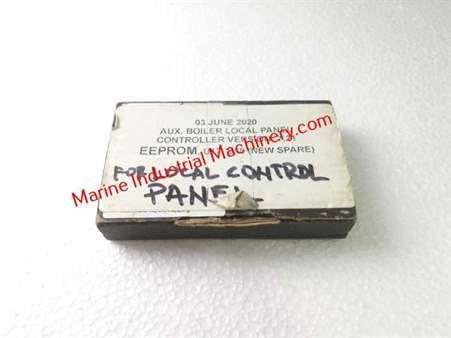 03 JUNE 2020
AUX. BOILER LOCAL PANEL
CONTROLLER
EEPROM (NEW SPARE)
FOR LOCAL CONTROL
PANEL
Marine Industrial Machinery.com